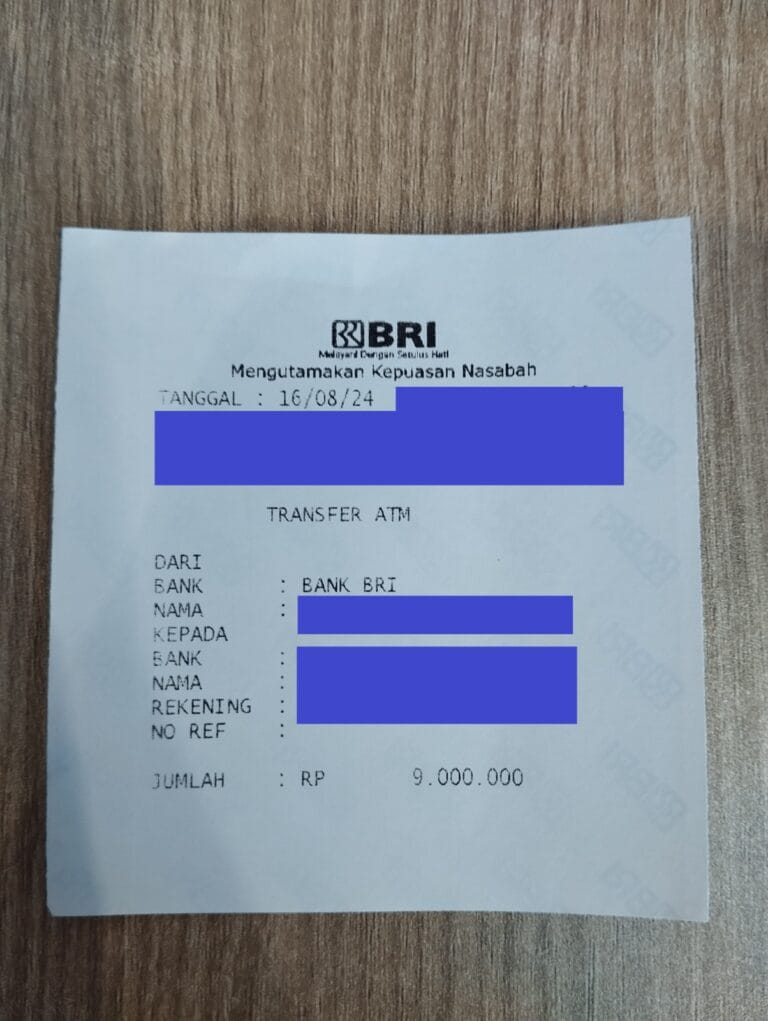 BRI
Melayani Dengan Setulus Hati
Mengutamakan Kepuasan Nasabah
TANGGAL : 16/08/24
TRANSFER ATM
DARI
BANK : BANK BRI
NAMA :
KEPADA
BANK :
NAMA :
REKENING :
NO REF :
JUMLAH : RP 9.000.000